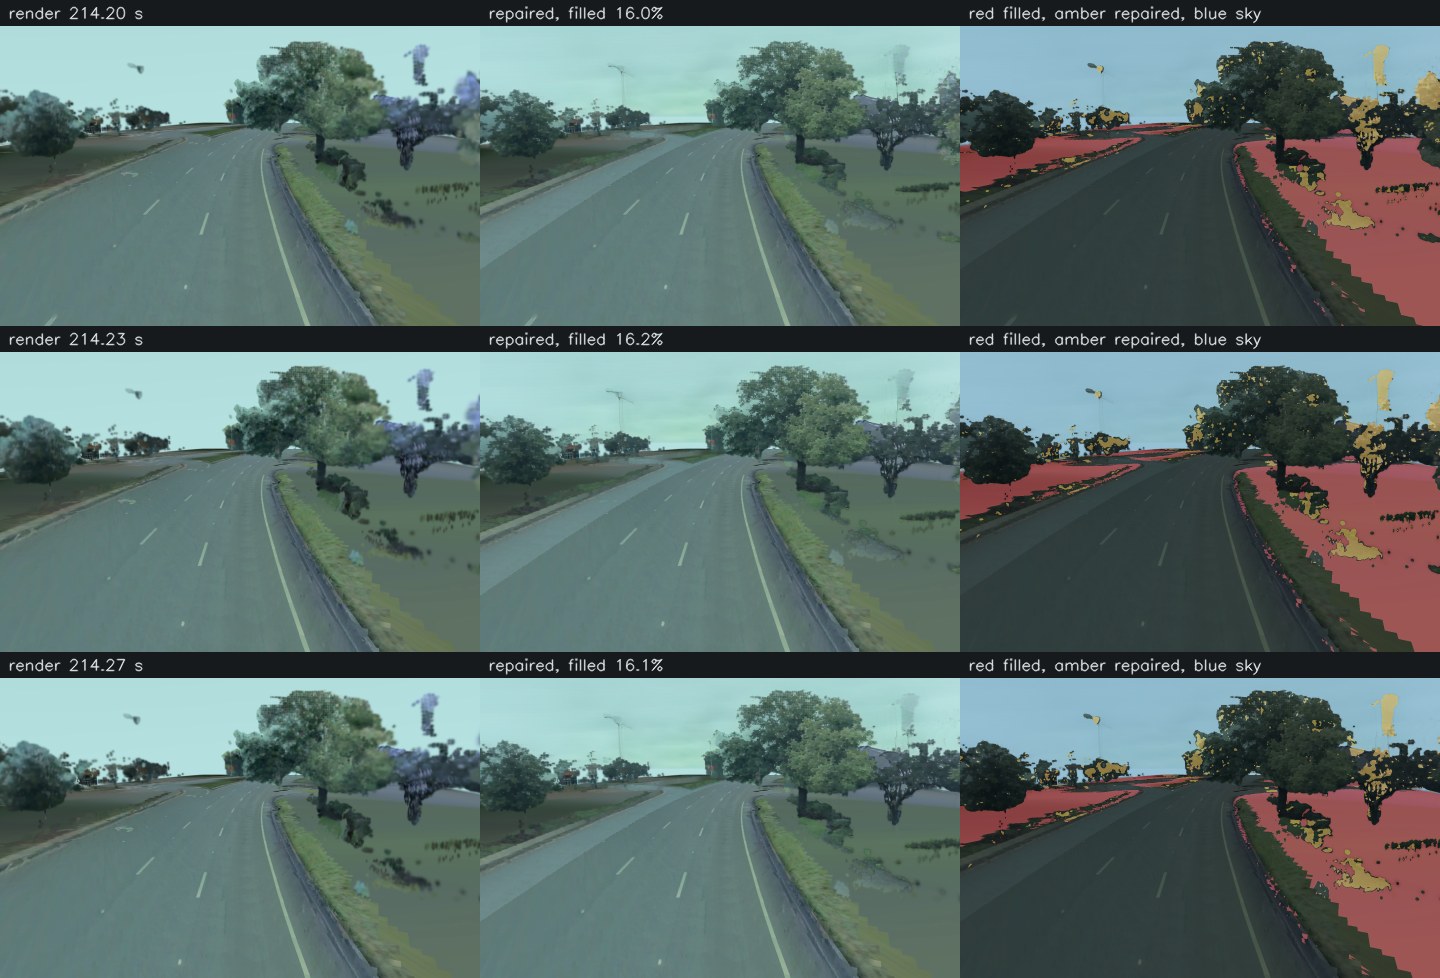 render 214.20 s
repaired, filled 16.0%
red filled, amber repaired, blue sky
render 214.23 s
repaired, filled 16.2%
red filled, amber repaired, blue sky
render 214.27 s
repaired, filled 16.1%
red filled, amber repaired, blue sky